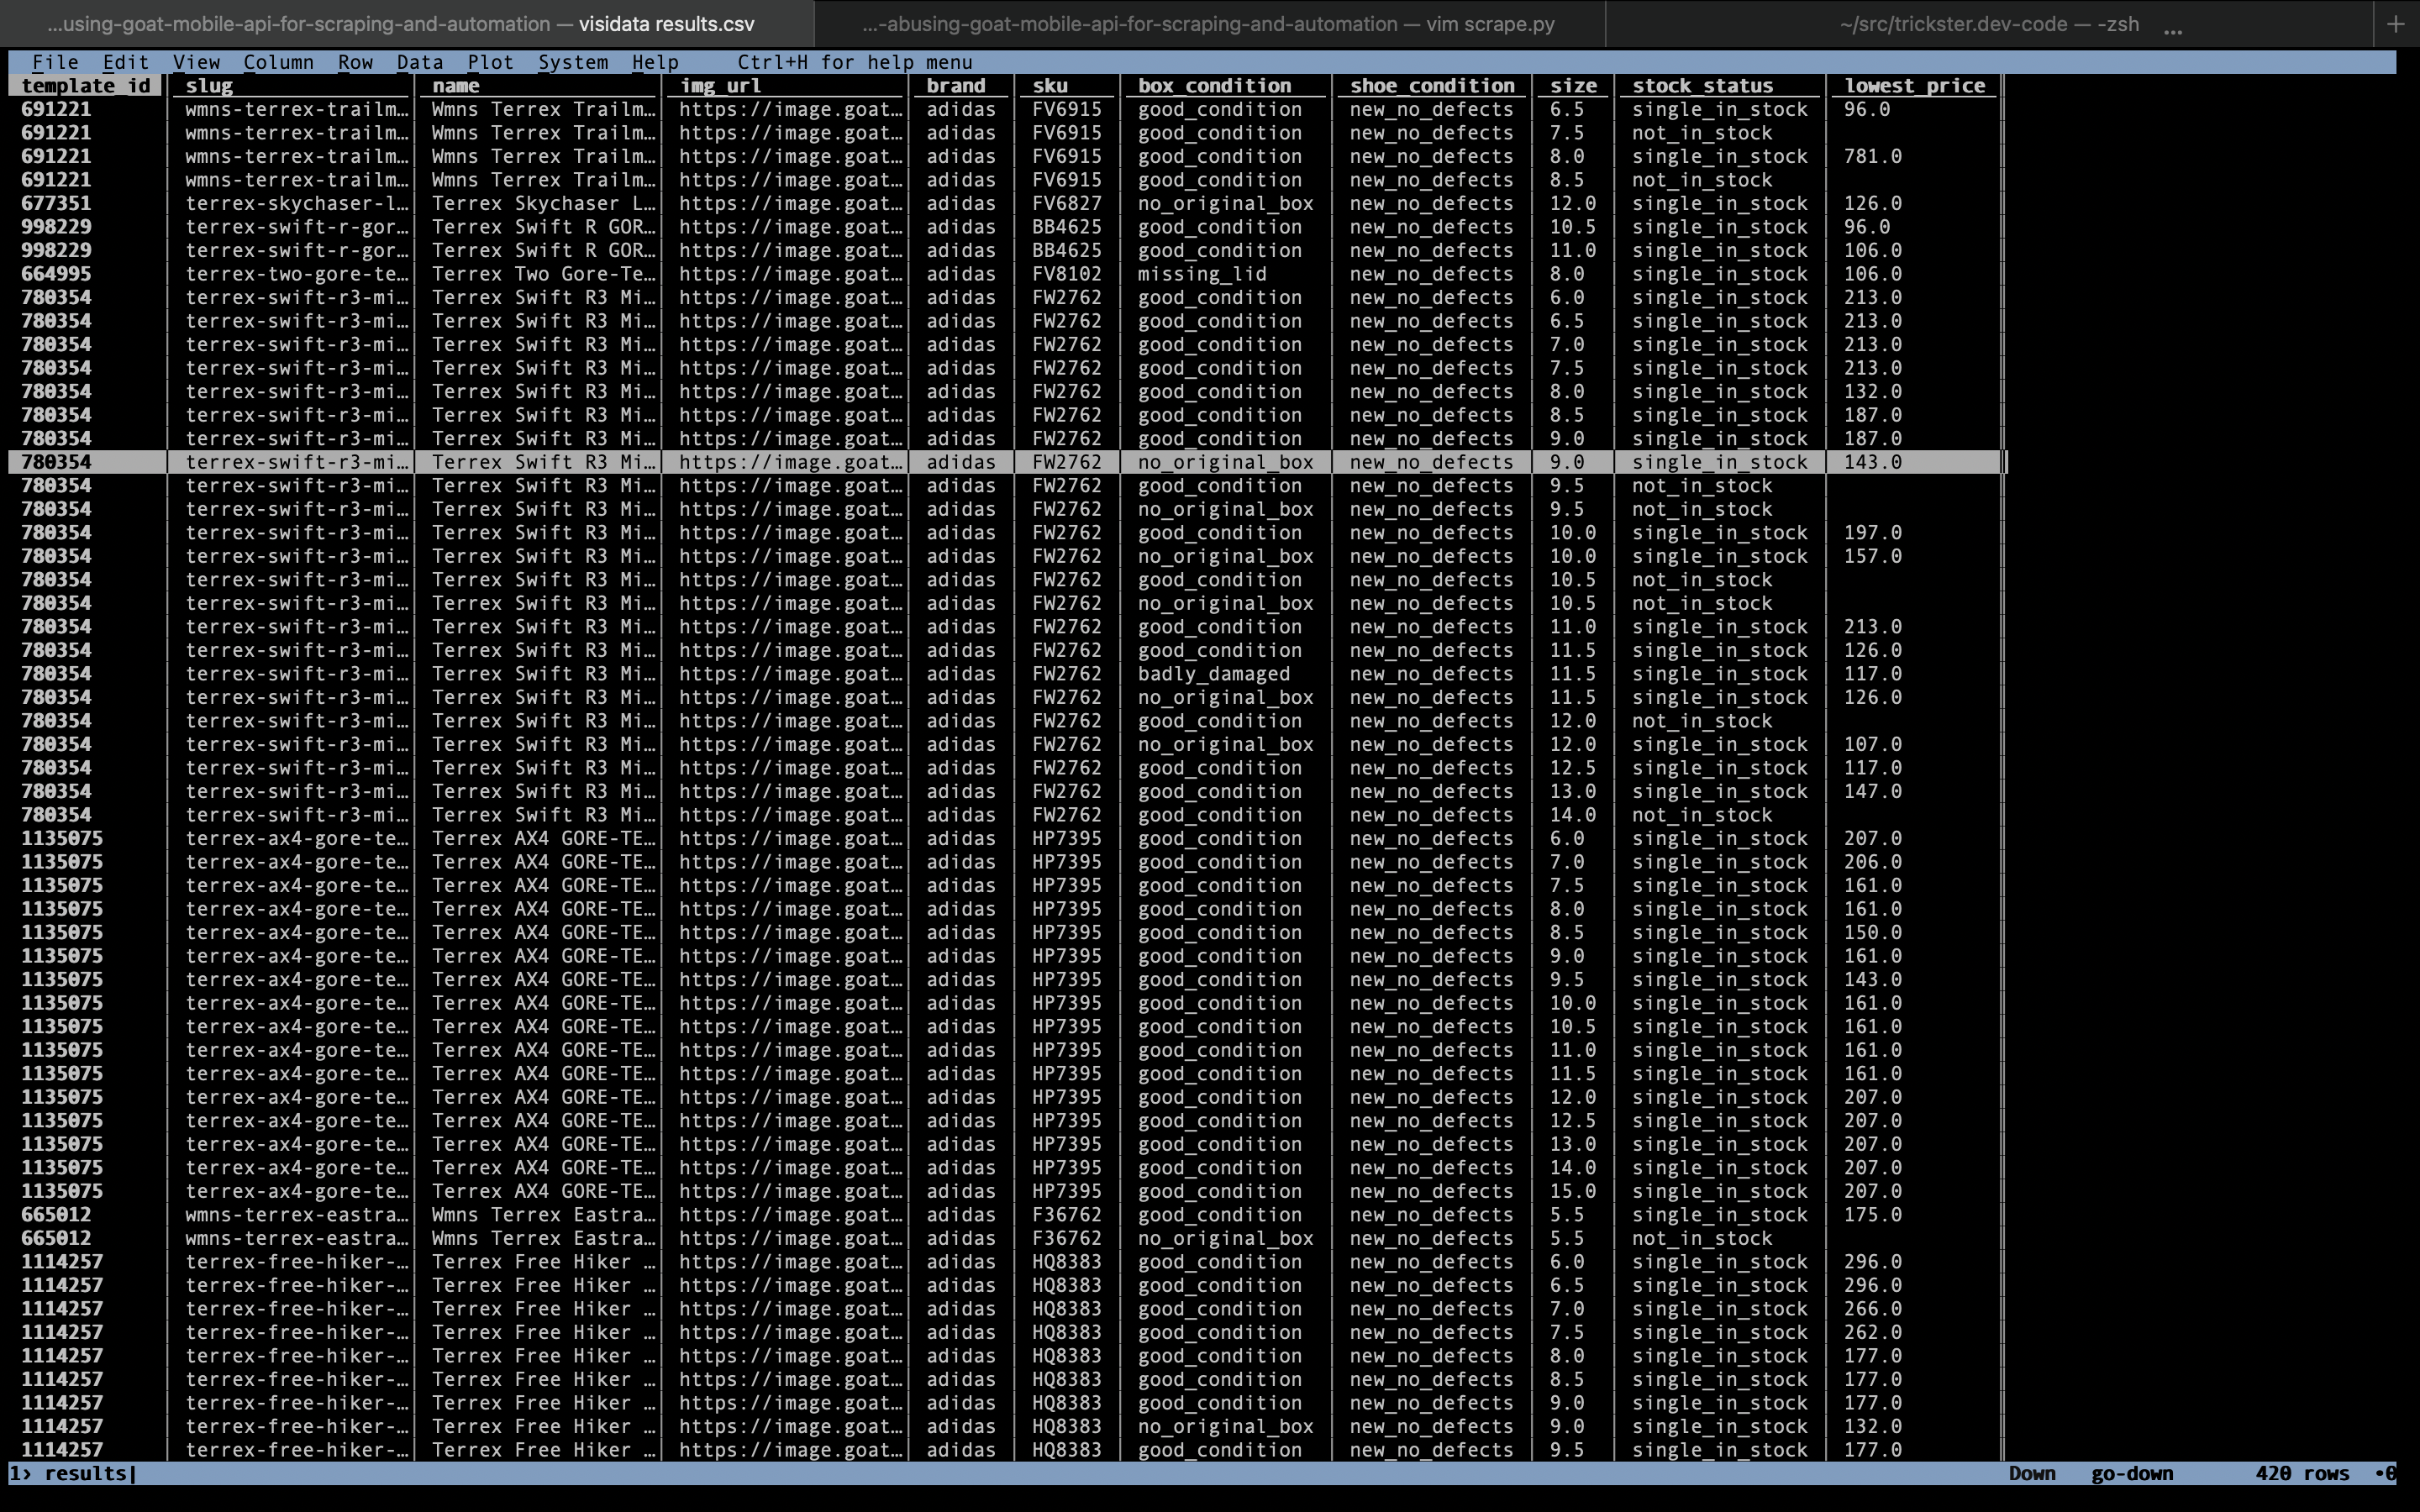 ...using-goat-mobile-api-for-scraping-and-automation — visidata results.csv ...-abusing-goat-mobile-api-for-scraping-and-automation — vim scrape.py ~/src/trickster.dev-code — -zsh ... +
File Edit View Column Row Data Plot System Help Ctrl+H for help menu
template_id slug name img_url brand sku box_condition shoe_condition size stock_status lowest_price
691221 wmns-terrex-trailm… Wmns Terrex Trailm… https://image.goat… adidas FV6915 good_condition new_no_defects 6.5 single_in_stock 96.0
691221 wmns-terrex-trailm… Wmns Terrex Trailm… https://image.goat… adidas FV6915 good_condition new_no_defects 7.5 not_in_stock
691221 wmns-terrex-trailm… Wmns Terrex Trailm… https://image.goat… adidas FV6915 good_condition new_no_defects 8.0 single_in_stock 781.0
691221 wmns-terrex-trailm… Wmns Terrex Trailm… https://image.goat… adidas FV6915 good_condition new_no_defects 8.5 not_in_stock
677351 terrex-skychaser-l… Terrex Skychaser L… https://image.goat… adidas FV6827 no_original_box new_no_defects 12.0 single_in_stock 126.0
998229 terrex-swift-r-gor… Terrex Swift R GOR… https://image.goat… adidas BB4625 good_condition new_no_defects 10.5 single_in_stock 96.0
998229 terrex-swift-r-gor… Terrex Swift R GOR… https://image.goat… adidas BB4625 good_condition new_no_defects 11.0 single_in_stock 106.0
664995 terrex-two-gore-te… Terrex Two Gore-Te… https://image.goat… adidas FV8102 missing_lid new_no_defects 8.0 single_in_stock 106.0
780354 terrex-swift-r3-mi… Terrex Swift R3 Mi… https://image.goat… adidas FW2762 good_condition new_no_defects 6.0 single_in_stock 213.0
780354 terrex-swift-r3-mi… Terrex Swift R3 Mi… https://image.goat… adidas FW2762 good_condition new_no_defects 6.5 single_in_stock 213.0
780354 terrex-swift-r3-mi… Terrex Swift R3 Mi… https://image.goat… adidas FW2762 good_condition new_no_defects 7.0 single_in_stock 213.0
780354 terrex-swift-r3-mi… Terrex Swift R3 Mi… https://image.goat… adidas FW2762 good_condition new_no_defects 7.5 single_in_stock 213.0
780354 terrex-swift-r3-mi… Terrex Swift R3 Mi… https://image.goat… adidas FW2762 good_condition new_no_defects 8.0 single_in_stock 132.0
780354 terrex-swift-r3-mi… Terrex Swift R3 Mi… https://image.goat… adidas FW2762 good_condition new_no_defects 8.5 single_in_stock 187.0
780354 terrex-swift-r3-mi… Terrex Swift R3 Mi… https://image.goat… adidas FW2762 good_condition new_no_defects 9.0 single_in_stock 187.0
780354 terrex-swift-r3-mi… Terrex Swift R3 Mi… https://image.goat… adidas FW2762 no_original_box new_no_defects 9.0 single_in_stock 143.0
780354 terrex-swift-r3-mi… Terrex Swift R3 Mi… https://image.goat… adidas FW2762 good_condition new_no_defects 9.5 not_in_stock
780354 terrex-swift-r3-mi… Terrex Swift R3 Mi… https://image.goat… adidas FW2762 no_original_box new_no_defects 9.5 not_in_stock
780354 terrex-swift-r3-mi… Terrex Swift R3 Mi… https://image.goat… adidas FW2762 good_condition new_no_defects 10.0 single_in_stock 197.0
780354 terrex-swift-r3-mi… Terrex Swift R3 Mi… https://image.goat… adidas FW2762 no_original_box new_no_defects 10.0 single_in_stock 157.0
780354 terrex-swift-r3-mi… Terrex Swift R3 Mi… https://image.goat… adidas FW2762 good_condition new_no_defects 10.5 not_in_stock
780354 terrex-swift-r3-mi… Terrex Swift R3 Mi… https://image.goat… adidas FW2762 no_original_box new_no_defects 10.5 not_in_stock
780354 terrex-swift-r3-mi… Terrex Swift R3 Mi… https://image.goat… adidas FW2762 good_condition new_no_defects 11.0 single_in_stock 213.0
780354 terrex-swift-r3-mi… Terrex Swift R3 Mi… https://image.goat… adidas FW2762 good_condition new_no_defects 11.5 single_in_stock 126.0
780354 terrex-swift-r3-mi… Terrex Swift R3 Mi… https://image.goat… adidas FW2762 badly_damaged new_no_defects 11.5 single_in_stock 117.0
780354 terrex-swift-r3-mi… Terrex Swift R3 Mi… https://image.goat… adidas FW2762 no_original_box new_no_defects 11.5 single_in_stock 126.0
780354 terrex-swift-r3-mi… Terrex Swift R3 Mi… https://image.goat… adidas FW2762 good_condition new_no_defects 12.0 not_in_stock
780354 terrex-swift-r3-mi… Terrex Swift R3 Mi… https://image.goat… adidas FW2762 no_original_box new_no_defects 12.0 single_in_stock 107.0
780354 terrex-swift-r3-mi… Terrex Swift R3 Mi… https://image.goat… adidas FW2762 good_condition new_no_defects 12.5 single_in_stock 117.0
780354 terrex-swift-r3-mi… Terrex Swift R3 Mi… https://image.goat… adidas FW2762 good_condition new_no_defects 13.0 single_in_stock 147.0
780354 terrex-swift-r3-mi… Terrex Swift R3 Mi… https://image.goat… adidas FW2762 good_condition new_no_defects 14.0 not_in_stock
1135075 terrex-ax4-gore-te… Terrex AX4 GORE-TE… https://image.goat… adidas HP7395 good_condition new_no_defects 6.0 single_in_stock 207.0
1135075 terrex-ax4-gore-te… Terrex AX4 GORE-TE… https://image.goat… adidas HP7395 good_condition new_no_defects 7.0 single_in_stock 206.0
1135075 terrex-ax4-gore-te… Terrex AX4 GORE-TE… https://image.goat… adidas HP7395 good_condition new_no_defects 7.5 single_in_stock 161.0
1135075 terrex-ax4-gore-te… Terrex AX4 GORE-TE… https://image.goat… adidas HP7395 good_condition new_no_defects 8.0 single_in_stock 161.0
1135075 terrex-ax4-gore-te… Terrex AX4 GORE-TE… https://image.goat… adidas HP7395 good_condition new_no_defects 8.5 single_in_stock 150.0
1135075 terrex-ax4-gore-te… Terrex AX4 GORE-TE… https://image.goat… adidas HP7395 good_condition new_no_defects 9.0 single_in_stock 161.0
1135075 terrex-ax4-gore-te… Terrex AX4 GORE-TE… https://image.goat… adidas HP7395 good_condition new_no_defects 9.5 single_in_stock 143.0
1135075 terrex-ax4-gore-te… Terrex AX4 GORE-TE… https://image.goat… adidas HP7395 good_condition new_no_defects 10.0 single_in_stock 161.0
1135075 terrex-ax4-gore-te… Terrex AX4 GORE-TE… https://image.goat… adidas HP7395 good_condition new_no_defects 10.5 single_in_stock 161.0
1135075 terrex-ax4-gore-te… Terrex AX4 GORE-TE… https://image.goat… adidas HP7395 good_condition new_no_defects 11.0 single_in_stock 161.0
1135075 terrex-ax4-gore-te… Terrex AX4 GORE-TE… https://image.goat… adidas HP7395 good_condition new_no_defects 11.5 single_in_stock 161.0
1135075 terrex-ax4-gore-te… Terrex AX4 GORE-TE… https://image.goat… adidas HP7395 good_condition new_no_defects 12.0 single_in_stock 207.0
1135075 terrex-ax4-gore-te… Terrex AX4 GORE-TE… https://image.goat… adidas HP7395 good_condition new_no_defects 12.5 single_in_stock 207.0
1135075 terrex-ax4-gore-te… Terrex AX4 GORE-TE… https://image.goat… adidas HP7395 good_condition new_no_defects 13.0 single_in_stock 207.0
1135075 terrex-ax4-gore-te… Terrex AX4 GORE-TE… https://image.goat… adidas HP7395 good_condition new_no_defects 14.0 single_in_stock 207.0
1135075 terrex-ax4-gore-te… Terrex AX4 GORE-TE… https://image.goat… adidas HP7395 good_condition new_no_defects 15.0 single_in_stock 207.0
665012 wmns-terrex-eastra… Wmns Terrex Eastra… https://image.goat… adidas F36762 good_condition new_no_defects 5.5 single_in_stock 175.0
665012 wmns-terrex-eastra… Wmns Terrex Eastra… https://image.goat… adidas F36762 no_original_box new_no_defects 5.5 not_in_stock
1114257 terrex-free-hiker-… Terrex Free Hiker … https://image.goat… adidas HQ8383 good_condition new_no_defects 6.0 single_in_stock 296.0
1114257 terrex-free-hiker-… Terrex Free Hiker … https://image.goat… adidas HQ8383 good_condition new_no_defects 6.5 single_in_stock 296.0
1114257 terrex-free-hiker-… Terrex Free Hiker … https://image.goat… adidas HQ8383 good_condition new_no_defects 7.0 single_in_stock 266.0
1114257 terrex-free-hiker-… Terrex Free Hiker … https://image.goat… adidas HQ8383 good_condition new_no_defects 7.5 single_in_stock 262.0
1114257 terrex-free-hiker-… Terrex Free Hiker … https://image.goat… adidas HQ8383 good_condition new_no_defects 8.0 single_in_stock 177.0
1114257 terrex-free-hiker-… Terrex Free Hiker … https://image.goat… adidas HQ8383 good_condition new_no_defects 8.5 single_in_stock 177.0
1114257 terrex-free-hiker-… Terrex Free Hiker … https://image.goat… adidas HQ8383 good_condition new_no_defects 9.0 single_in_stock 177.0
1114257 terrex-free-hiker-… Terrex Free Hiker … https://image.goat… adidas HQ8383 no_original_box new_no_defects 9.0 single_in_stock 132.0
1114257 terrex-free-hiker-… Terrex Free Hiker … https://image.goat… adidas HQ8383 good_condition new_no_defects 9.5 single_in_stock 177.0
1› results| Down go-down 420 rows •0